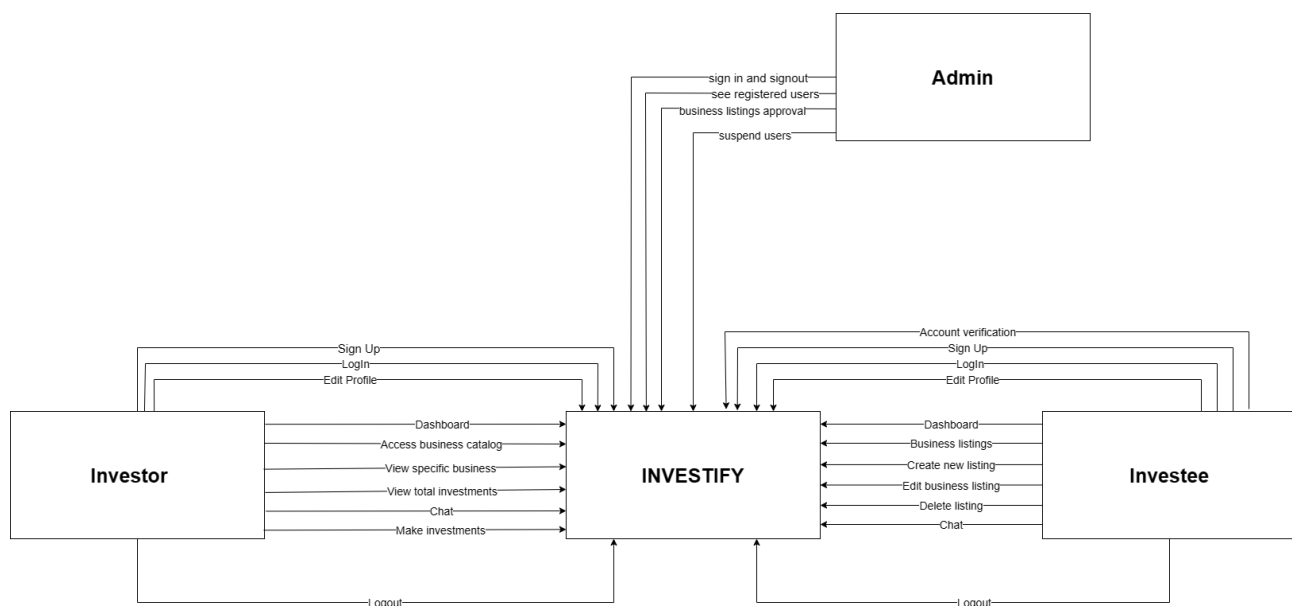 Admin
sign in and signout
see registered users
business listings approval
suspend users
Account verification
Sign Up
Sign Up
LogIn
LogIn
Edit Profile
Edit Profile
Investor
Dashboard
Access business catalog
View specific business
View total investments
Chat
Make investments
INVESTIFY
Dashboard
Business listings
Create new listing
Edit business listing
Delete listing
Chat
Investee
Logout
Logout